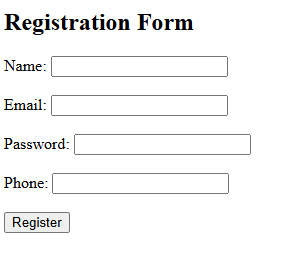 Registration Form
Name:
Email:
Password:
Phone:
Register